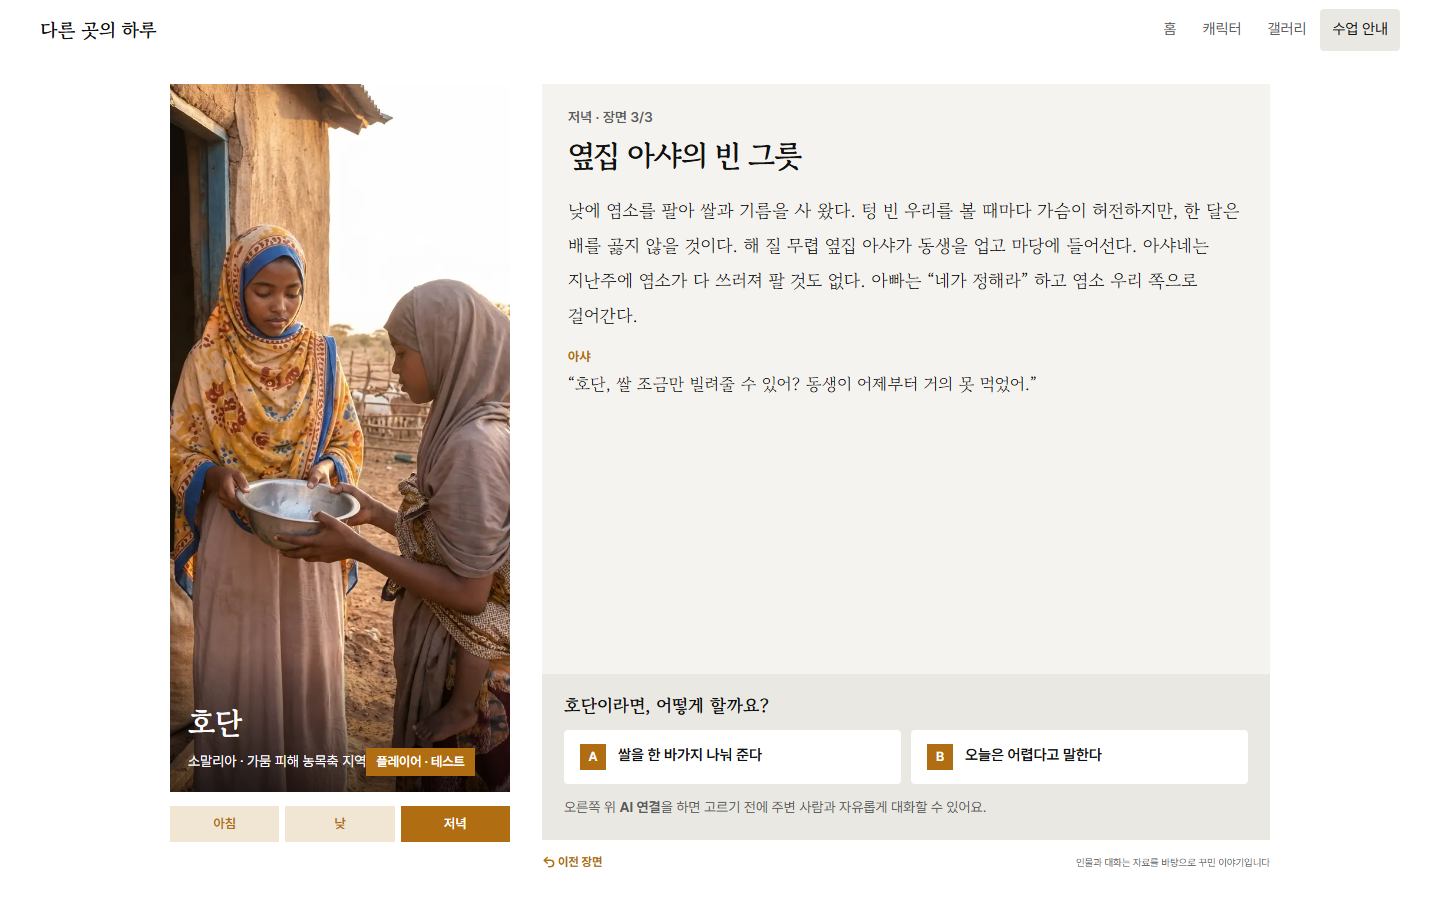 다른 곳의 하루
홈
캐릭터
갤러리
수업 안내
호단
소말리아 · 가뭄 피해 농목축 지역
플레이어 · 테스트
아침
낮
저녁
저녁 · 장면 3/3
옆집 아샤의 빈 그릇
낮에 염소를 팔아 쌀과 기름을 사 왔다. 텅 빈 우리를 볼 때마다 가슴이 허전하지만, 한 달은
배를 곯지 않을 것이다. 해 질 무렵 옆집 아샤가 동생을 업고 마당에 들어선다. 아샤네는
지난주에 염소가 다 쓰러져 팔 것도 없다. 아빠는 “네가 정해라” 하고 염소 우리 쪽으로
걸어간다.
아샤
“호단, 쌀 조금만 빌려줄 수 있어? 동생이 어제부터 거의 못 먹었어.”
호단이라면, 어떻게 할까요?
A 쌀을 한 바가지 나눠 준다
B 오늘은 어렵다고 말한다
오른쪽 위 AI 연결을 하면 고르기 전에 주변 사람과 자유롭게 대화할 수 있어요.
이전 장면
인물과 대화는 자료를 바탕으로 꾸민 이야기입니다